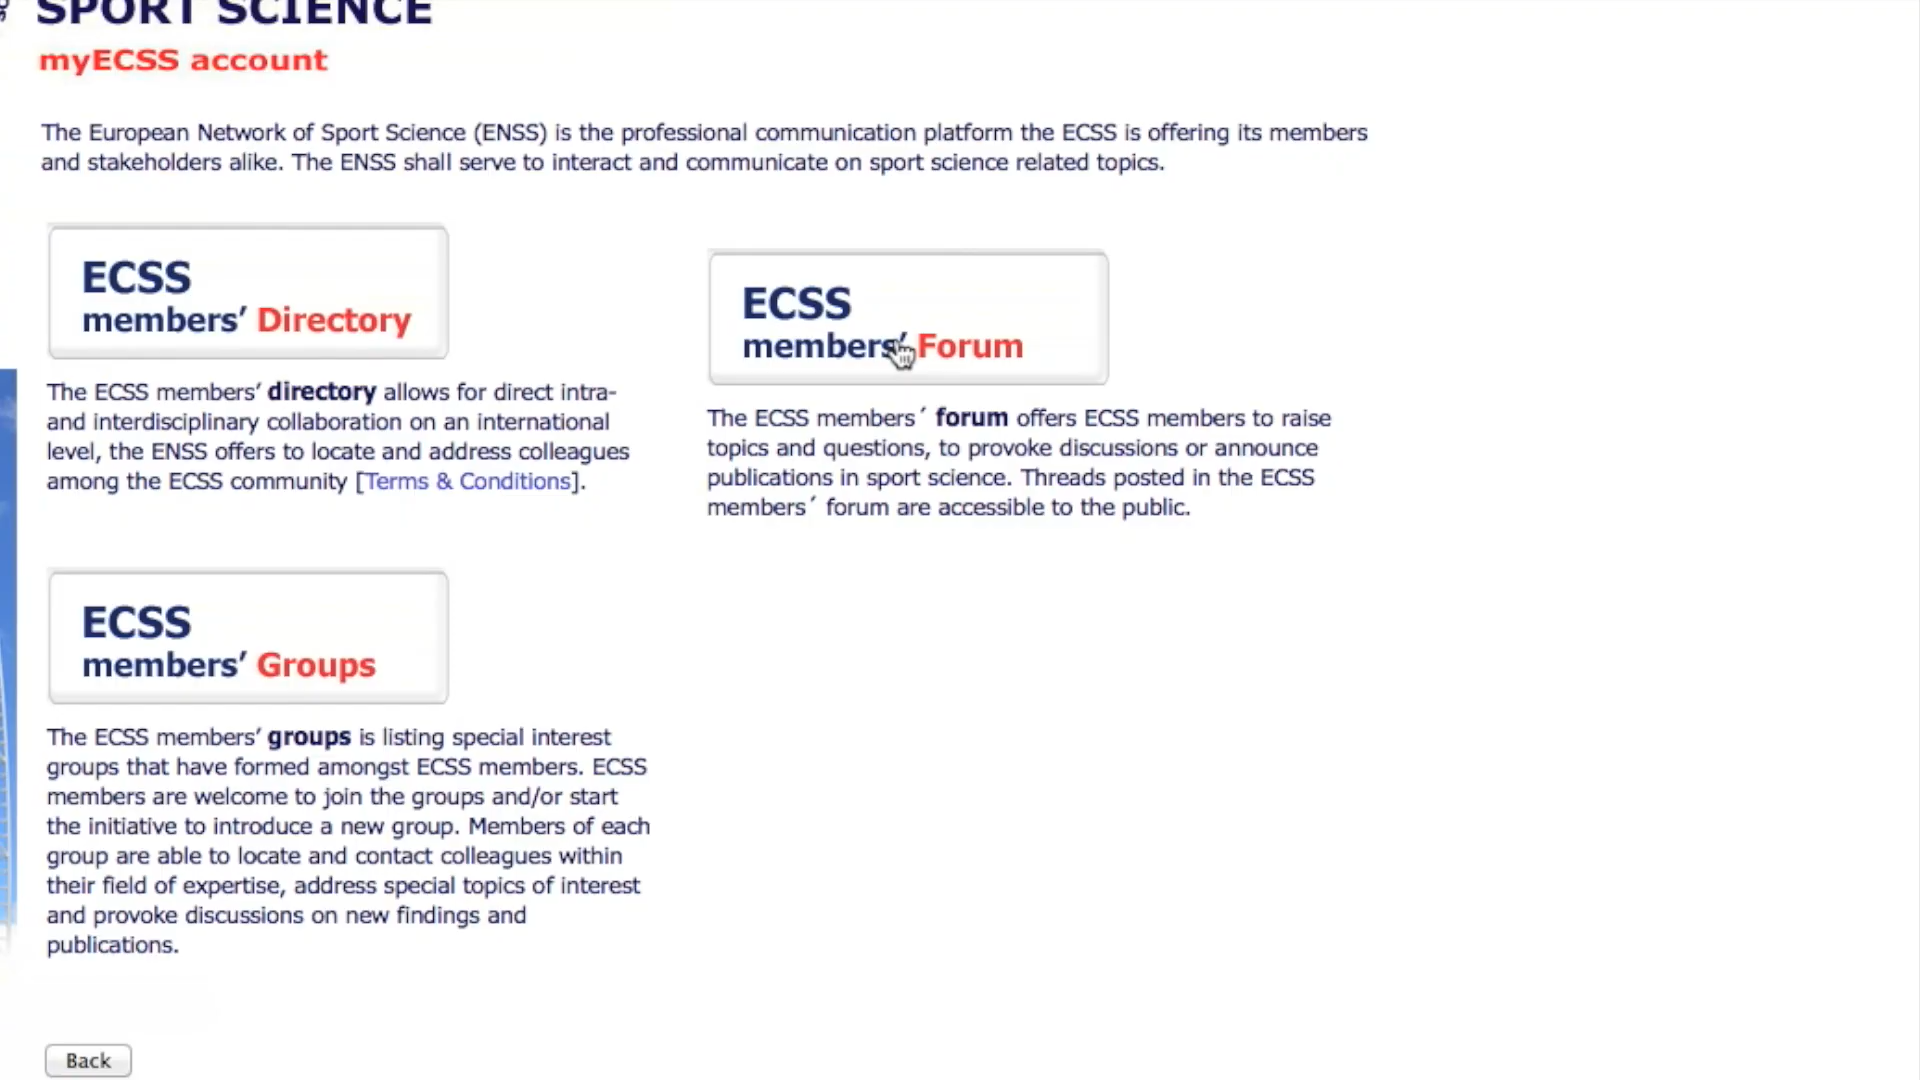 SPORT SCIENCE
myECSS account
The European Network of Sport Science (ENSS) is the professional communication platform the ECSS is offering its members
and stakeholders alike. The ENSS shall serve to interact and communicate on sport science related topics.
ECSS
members’ Directory
The ECSS members’ directory allows for direct intra-
and interdisciplinary collaboration on an international
level, the ENSS offers to locate and address colleagues
among the ECSS community [Terms & Conditions].
ECSS
members’ Forum
The ECSS members´ forum offers ECSS members to raise
topics and questions, to provoke discussions or announce
publications in sport science. Threads posted in the ECSS
members´ forum are accessible to the public.
ECSS
members’ Groups
The ECSS members’ groups is listing special interest
groups that have formed amongst ECSS members. ECSS
members are welcome to join the groups and/or start
the initiative to introduce a new group. Members of each
group are able to locate and contact colleagues within
their field of expertise, address special topics of interest
and provoke discussions on new findings and
publications.
Back